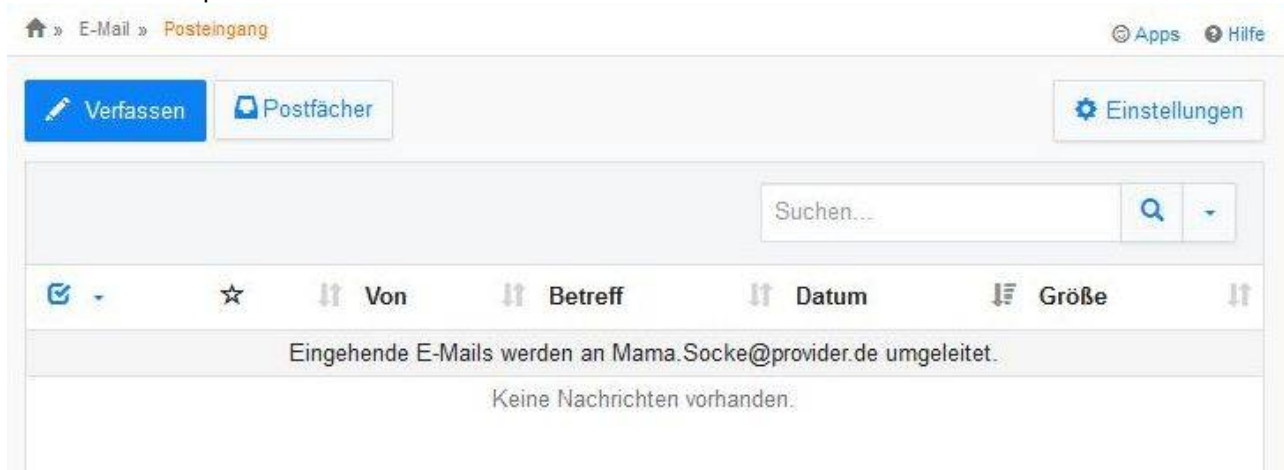 » E-Mail » Posteingang
Apps Hilfe
Verfassen Postfächer Einstellungen
Suchen...
Von Betreff Datum Größe
Eingehende E-Mails werden an Mama.Socke@provider.de umgeleitet.
Keine Nachrichten vorhanden.